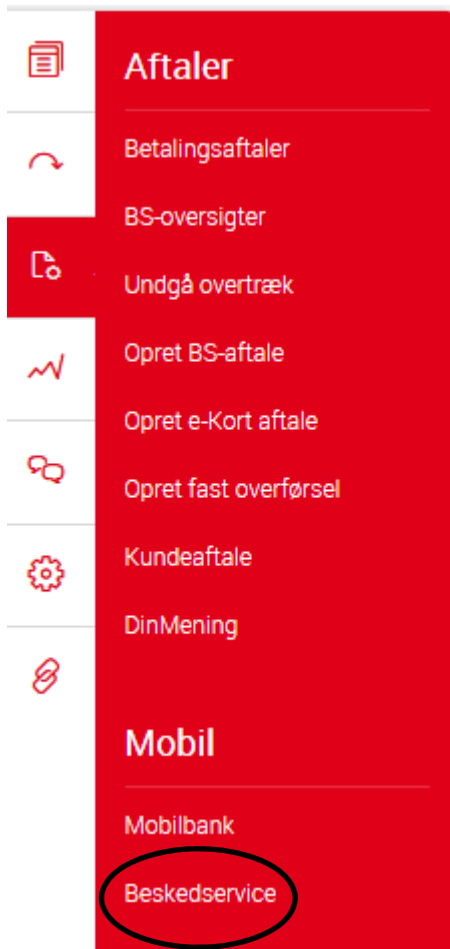 Aftaler
Betalingsaftaler
BS-oversigter
Undgå overtræk
Opret BS-aftale
Opret e-Kort aftale
Opret fast overførsel
Kundeaftale
DinMening
Mobil
Mobilbank
Beskedservice